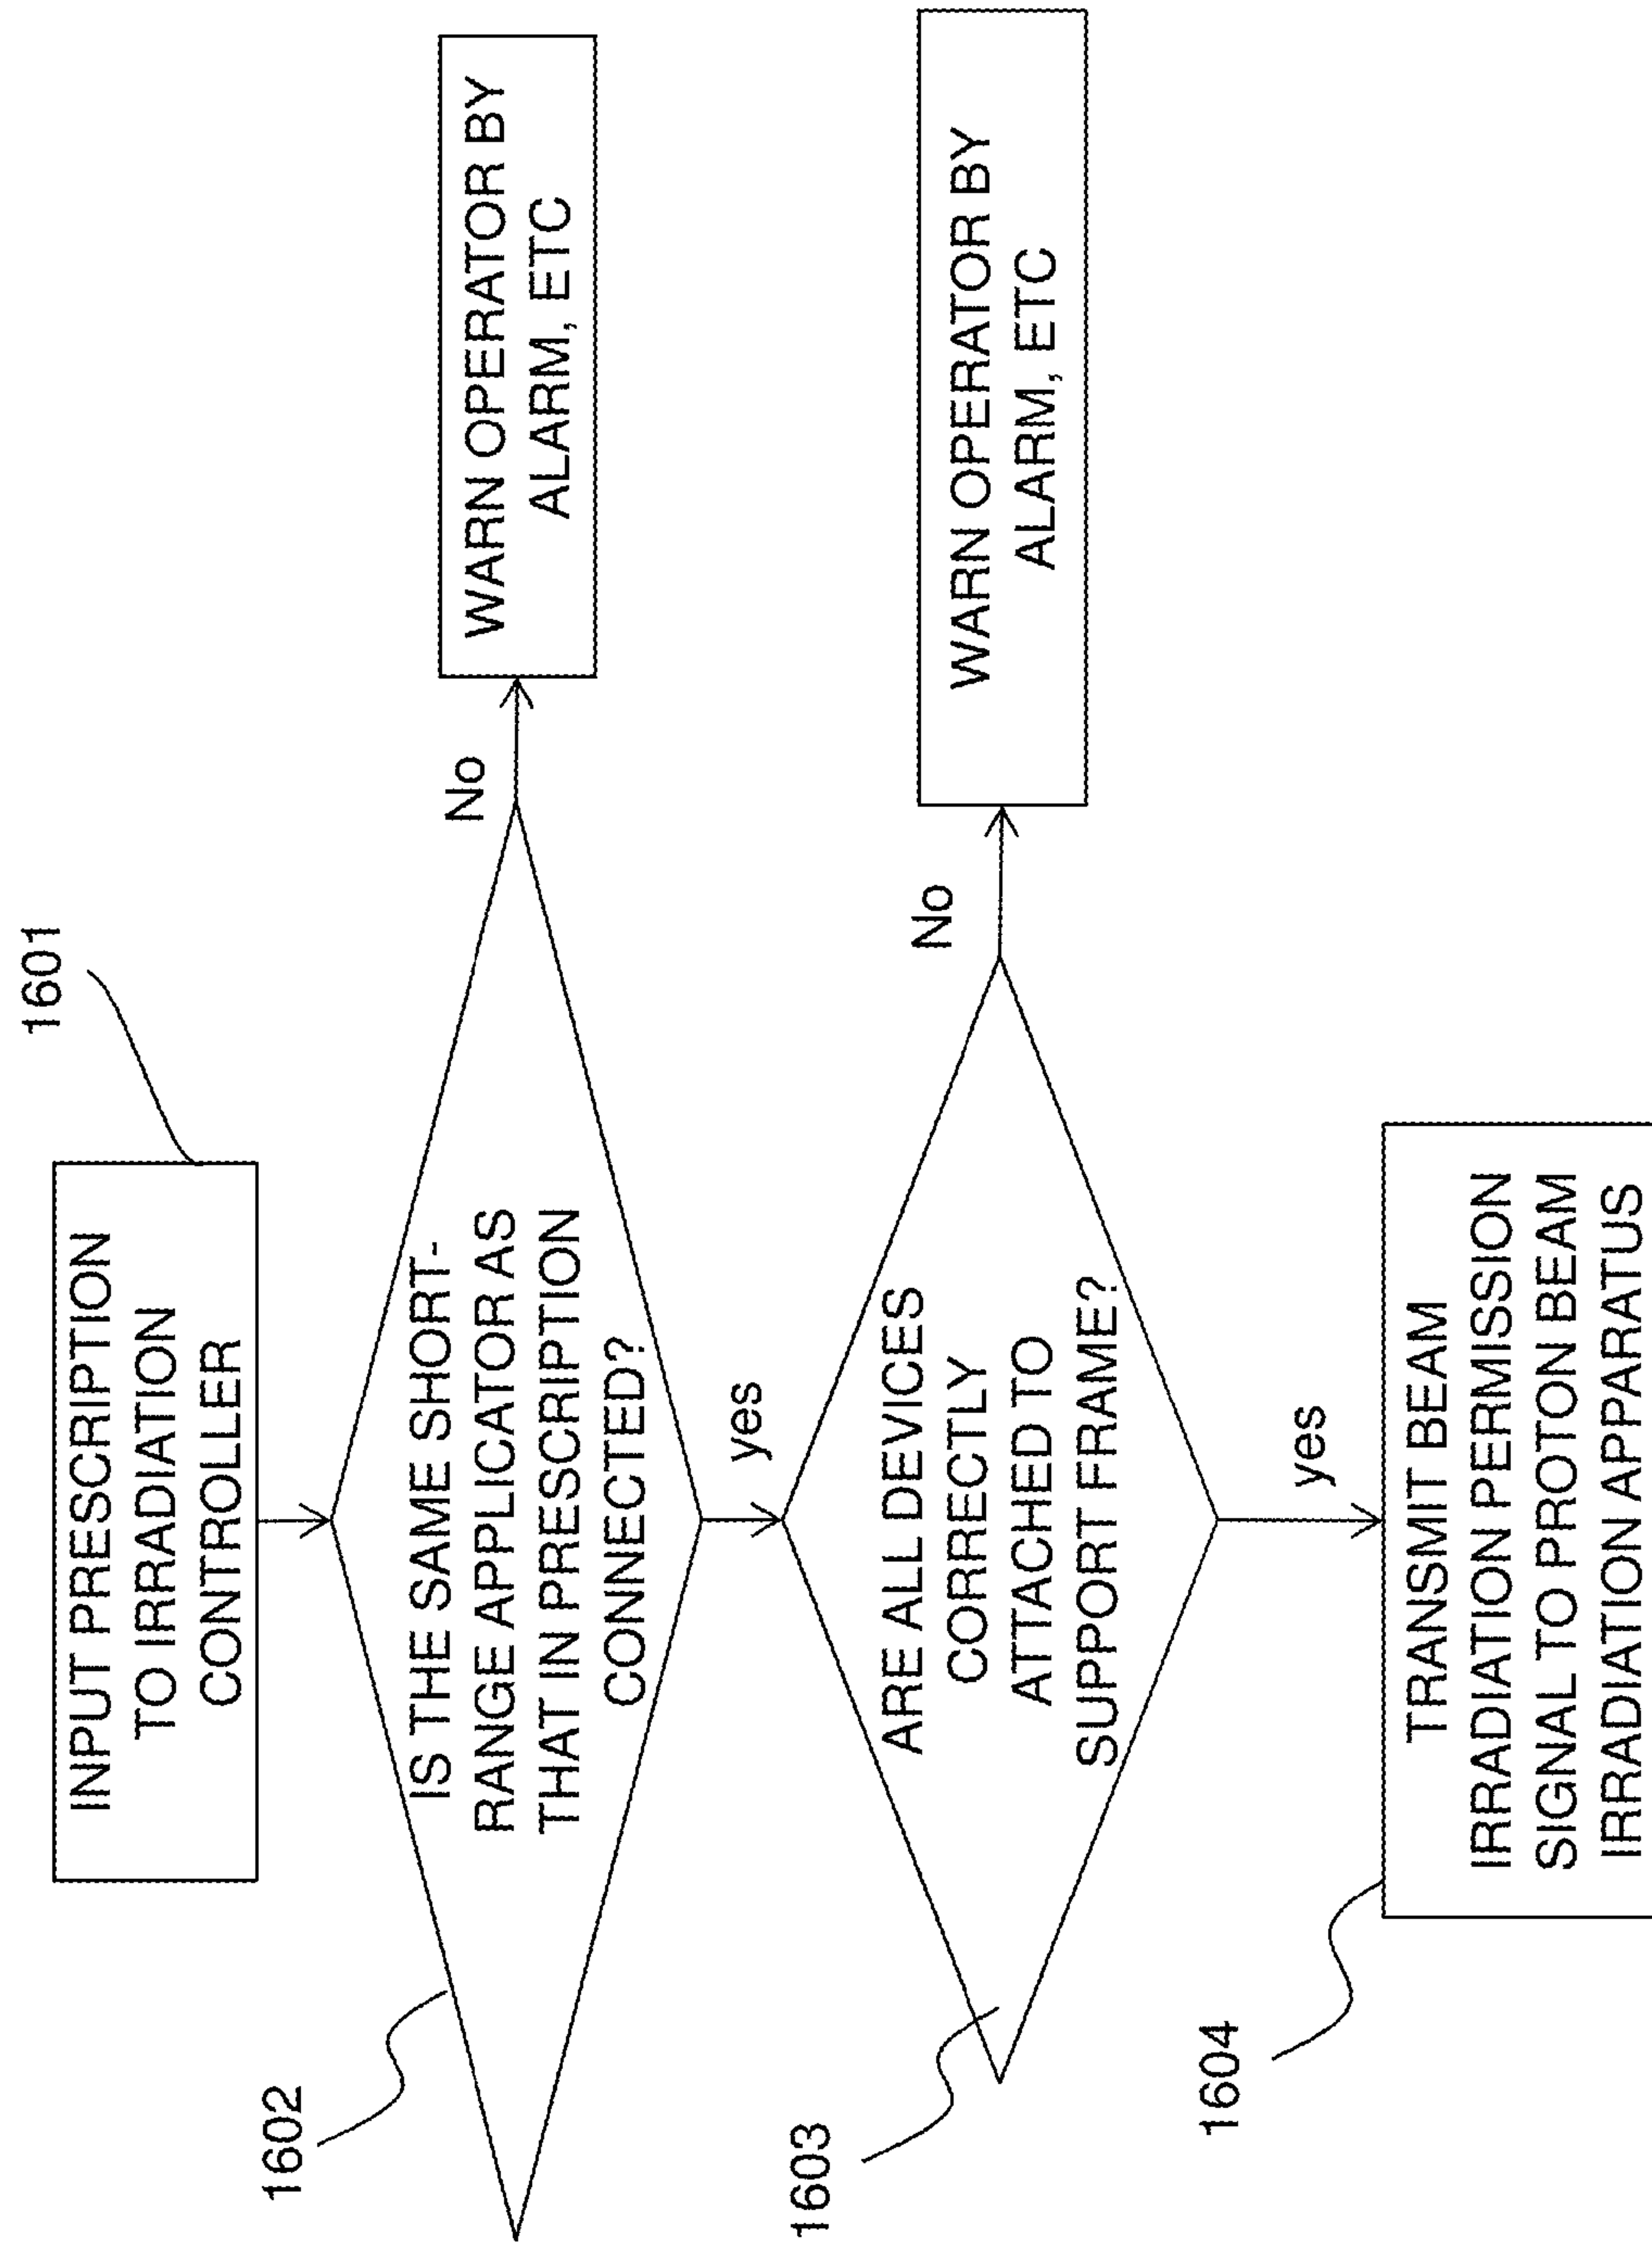 1601
INPUT PRESCRIPTION
TO IRRADIATION
CONTROLLER
1602
IS THE SAME SHORT-
RANGE APPLICATOR AS
THAT IN PRESCRIPTION
CONNECTED?
No
WARN OPERATOR BY
ALARM, ETC
yes
1603
ARE ALL DEVICES
CORRECTLY
ATTACHED TO
SUPPORT FRAME?
No
WARN OPERATOR BY
ALARM, ETC
yes
1604
TRANSMIT BEAM
IRRADIATION PERMISSION
SIGNAL TO PROTON BEAM
IRRADIATION APPARATUS